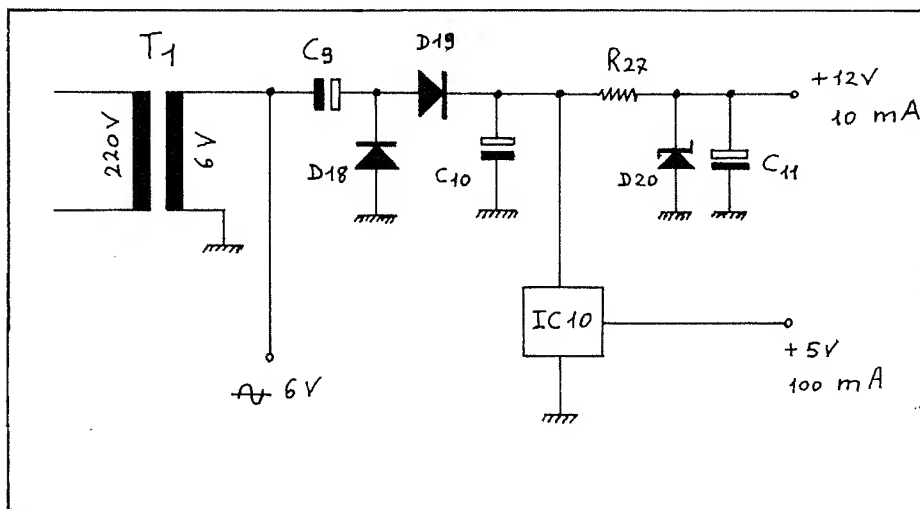 T1
220V
6V
C9
D18
D19
C10
R27
D20
C11
+12V
10 mA
IC10
+5V
100 mA
6V